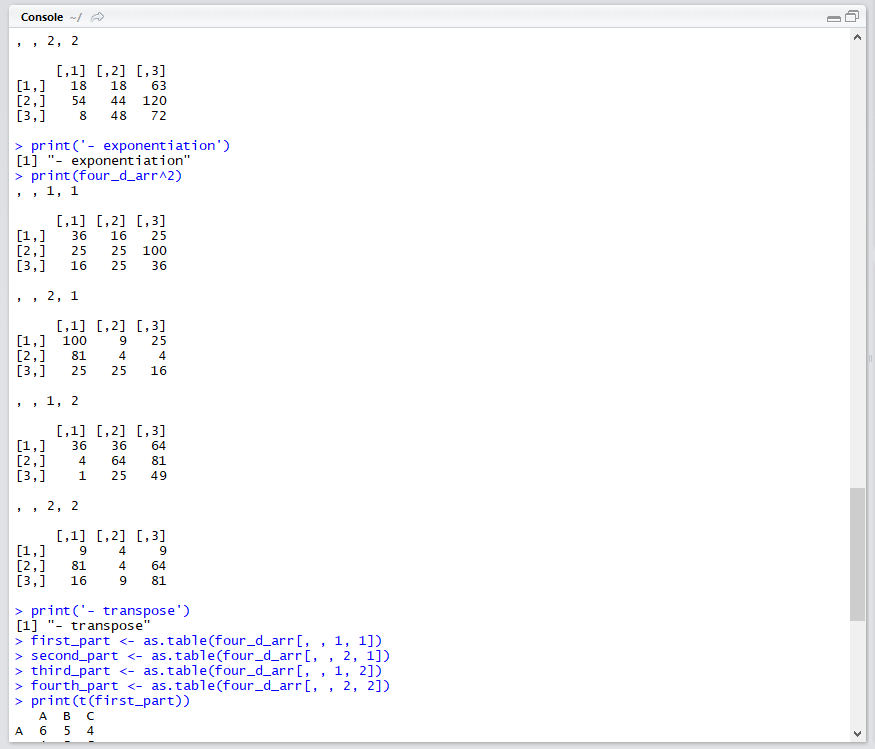 Console ~/
, , 2, 2
     [,1] [,2] [,3]
[1,]   18   18   63
[2,]   54   44  120
[3,]    8   48   72
> print('- exponentiation')
[1] "- exponentiation"
> print(four_d_arr^2)
, , 1, 1
     [,1] [,2] [,3]
[1,]   36   16   25
[2,]   25   25  100
[3,]   16   25   36
, , 2, 1
     [,1] [,2] [,3]
[1,]  100    9   25
[2,]   81    4    4
[3,]   25   25   16
, , 1, 2
     [,1] [,2] [,3]
[1,]   36   36   64
[2,]    4   64   81
[3,]    1   25   49
, , 2, 2
     [,1] [,2] [,3]
[1,]    9    4    9
[2,]   81    4   64
[3,]   16    9   81
> print('- transpose')
[1] "- transpose"
> first_part <- as.table(four_d_arr[, , 1, 1])
> second_part <- as.table(four_d_arr[, , 2, 1])
> third_part <- as.table(four_d_arr[, , 1, 2])
> fourth_part <- as.table(four_d_arr[, , 2, 2])
> print(t(first_part))
   A  B  C
A  6  5  4